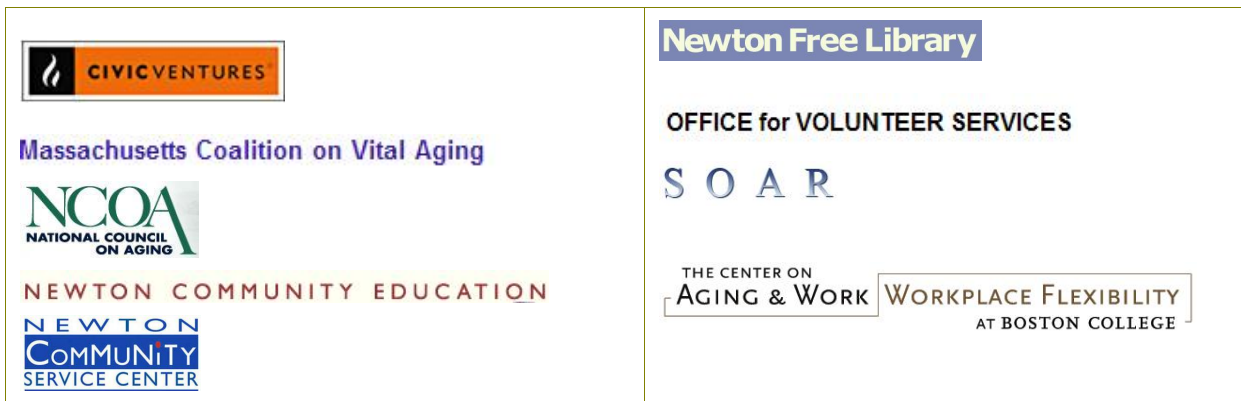 CIVICVENTURES
Massachusetts Coalition on Vital Aging
NCOA
NATIONAL COUNCIL
ON AGING
NEWTON COMMUNITY EDUCATION
NEWTON
COMMUNiTY
SERVICE CENTER
Newton Free Library
OFFICE for VOLUNTEER SERVICES
SOAR
THE CENTER ON
AGING & WORK WORKPLACE FLEXIBILITY
AT BOSTON COLLEGE